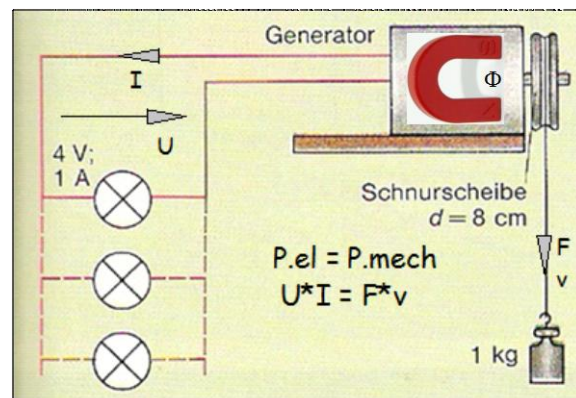 Generator
I
Φ
U
4 V;
1 A
Schnurscheibe
d = 8 cm
F
v
P.el = P.mech
U*I = F*v
1 kg